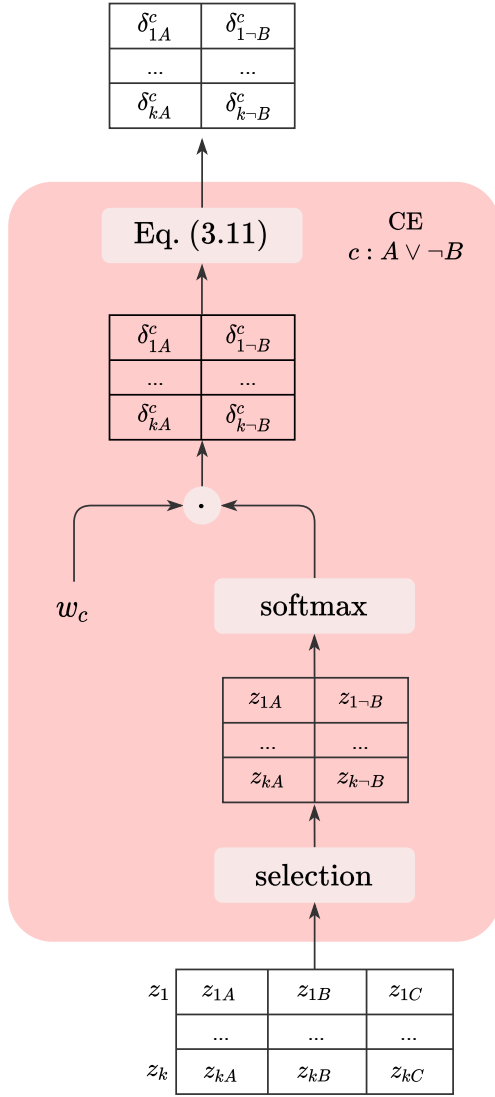 δ^c_{1A} δ^c_{1¬B}
... ...
δ^c_{kA} δ^c_{k¬B}
Eq. (3.11)
CE
c : A ∨ ¬B
δ^c_{1A} δ^c_{1¬B}
... ...
δ^c_{kA} δ^c_{k¬B}
·
w_c
softmax
z_{1A} z_{1¬B}
... ...
z_{kA} z_{k¬B}
selection
z_1 z_{1A} z_{1B} z_{1C}
... ... ...
z_k z_{kA} z_{kB} z_{kC}